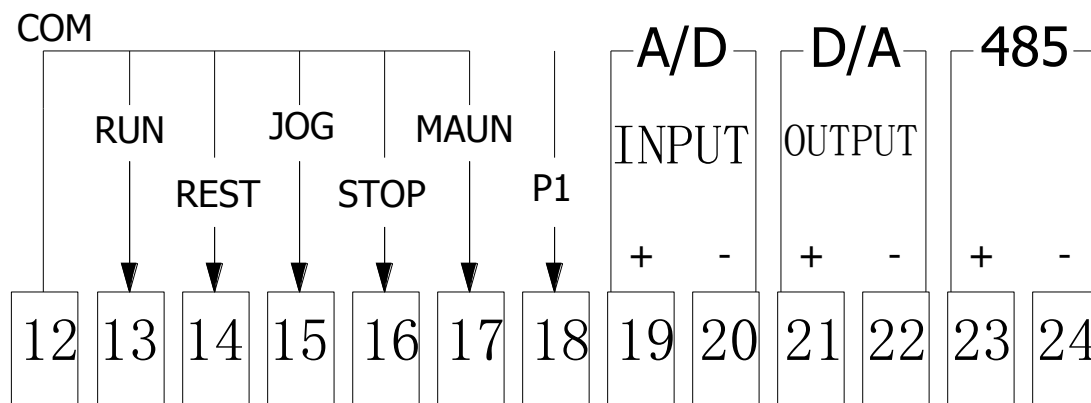 COM
A/D D/A 485
RUN JOG MAUN INPUT OUTPUT
REST STOP P1
+ - + - + -
12 13 14 15 16 17 18 19 20 21 22 23 24